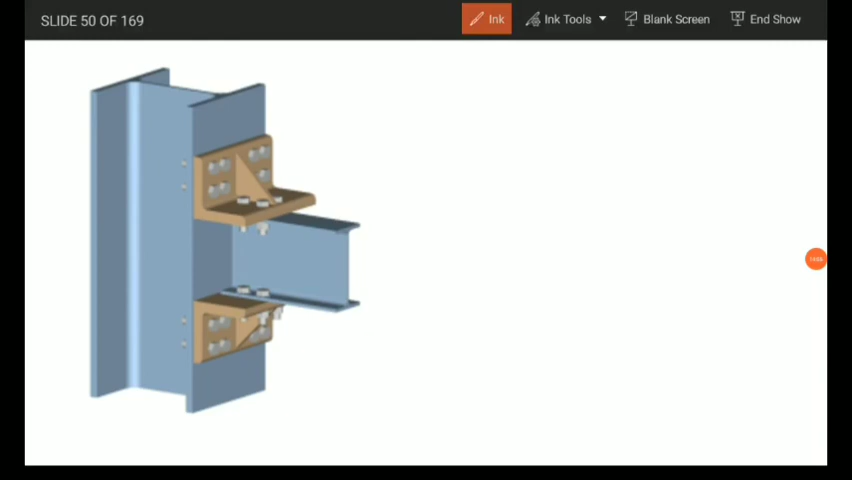 SLIDE 50 OF 169
Ink
Ink Tools
Blank Screen
End Show